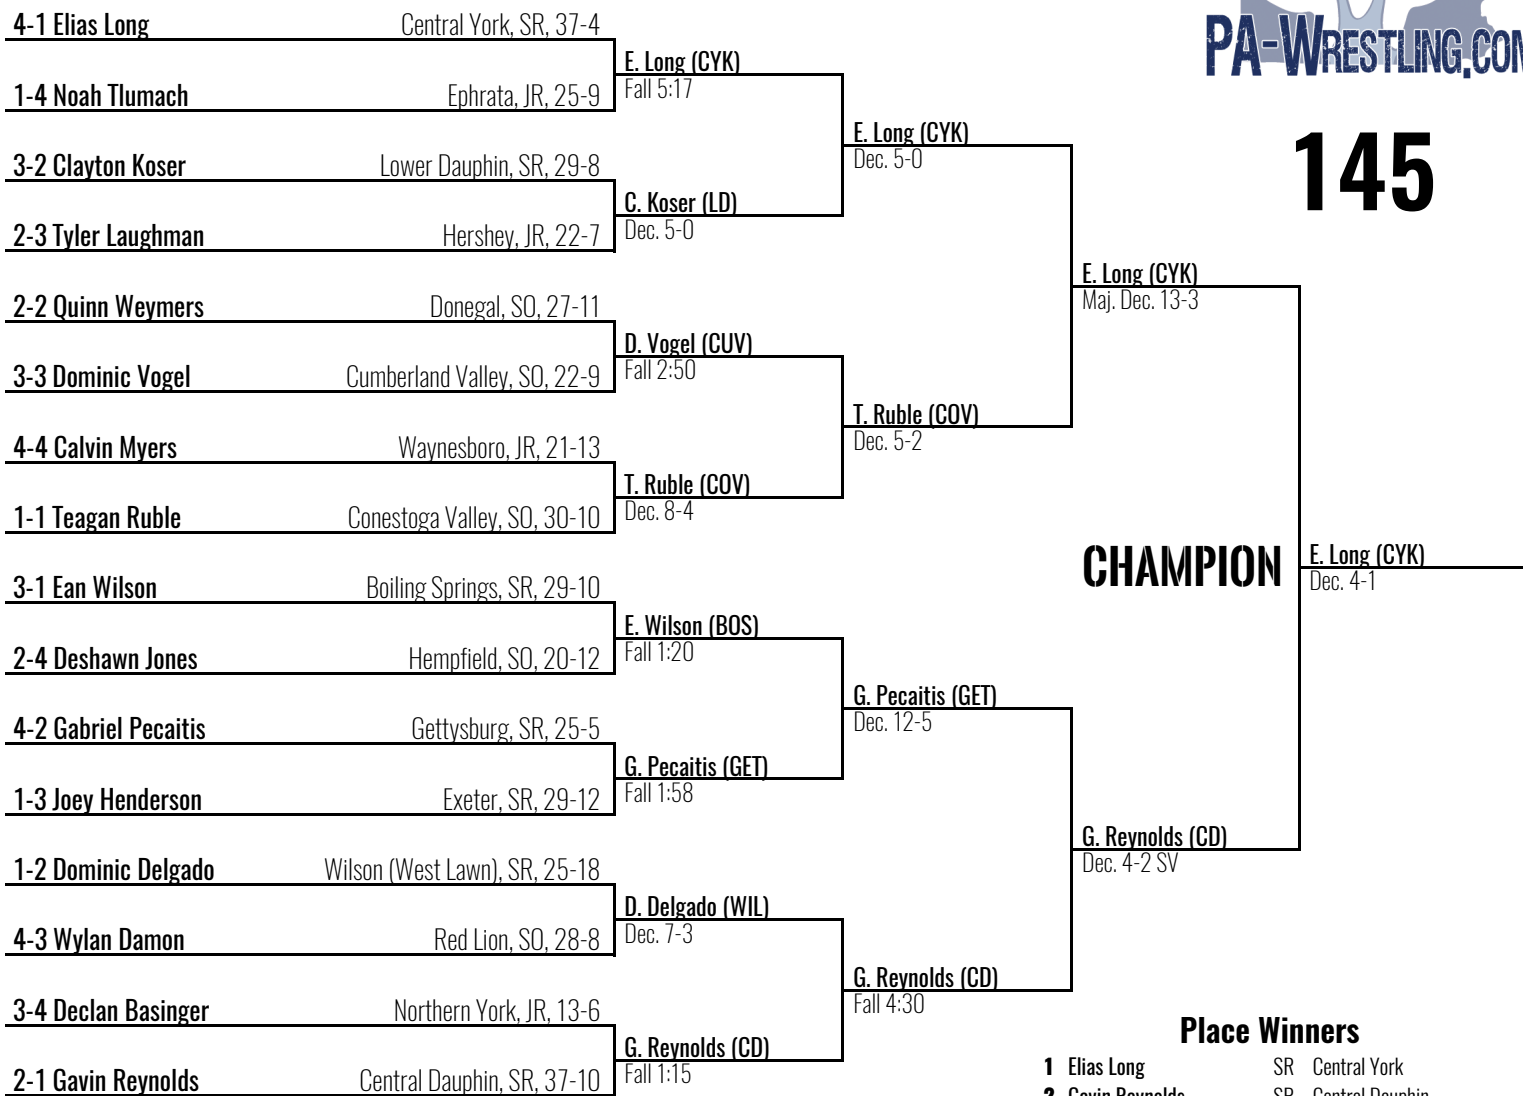 PA-WRESTLING.COM
145
4-1 Elias Long Central York, SR, 37-4
E. Long (CYK)
Fall 5:17
1-4 Noah Tlumach Ephrata, JR, 25-9
E. Long (CYK)
Dec. 5-0
3-2 Clayton Koser Lower Dauphin, SR, 29-8
C. Koser (LD)
Dec. 5-0
2-3 Tyler Laughman Hershey, JR, 22-7
E. Long (CYK)
Maj. Dec. 13-3
2-2 Quinn Weymers Donegal, SO, 27-11
D. Vogel (CUV)
Fall 2:50
3-3 Dominic Vogel Cumberland Valley, SO, 22-9
T. Ruble (COV)
Dec. 5-2
4-4 Calvin Myers Waynesboro, JR, 21-13
T. Ruble (COV)
Dec. 8-4
1-1 Teagan Ruble Conestoga Valley, SO, 30-10
CHAMPION E. Long (CYK)
Dec. 4-1
3-1 Ean Wilson Boiling Springs, SR, 29-10
E. Wilson (BOS)
Fall 1:20
2-4 Deshawn Jones Hempfield, SO, 20-12
G. Pecaitis (GET)
Dec. 12-5
4-2 Gabriel Pecaitis Gettysburg, SR, 25-5
G. Pecaitis (GET)
Fall 1:58
1-3 Joey Henderson Exeter, SR, 29-12
G. Reynolds (CD)
Dec. 4-2 SV
1-2 Dominic Delgado Wilson (West Lawn), SR, 25-18
D. Delgado (WIL)
Dec. 7-3
4-3 Wylan Damon Red Lion, SO, 28-8
G. Reynolds (CD)
Fall 4:30
3-4 Declan Basinger Northern York, JR, 13-6
G. Reynolds (CD)
Fall 1:15
2-1 Gavin Reynolds Central Dauphin, SR, 37-10
Place Winners
1 Elias Long SR Central York
2 Gavin Reynolds SR Central Dauphin